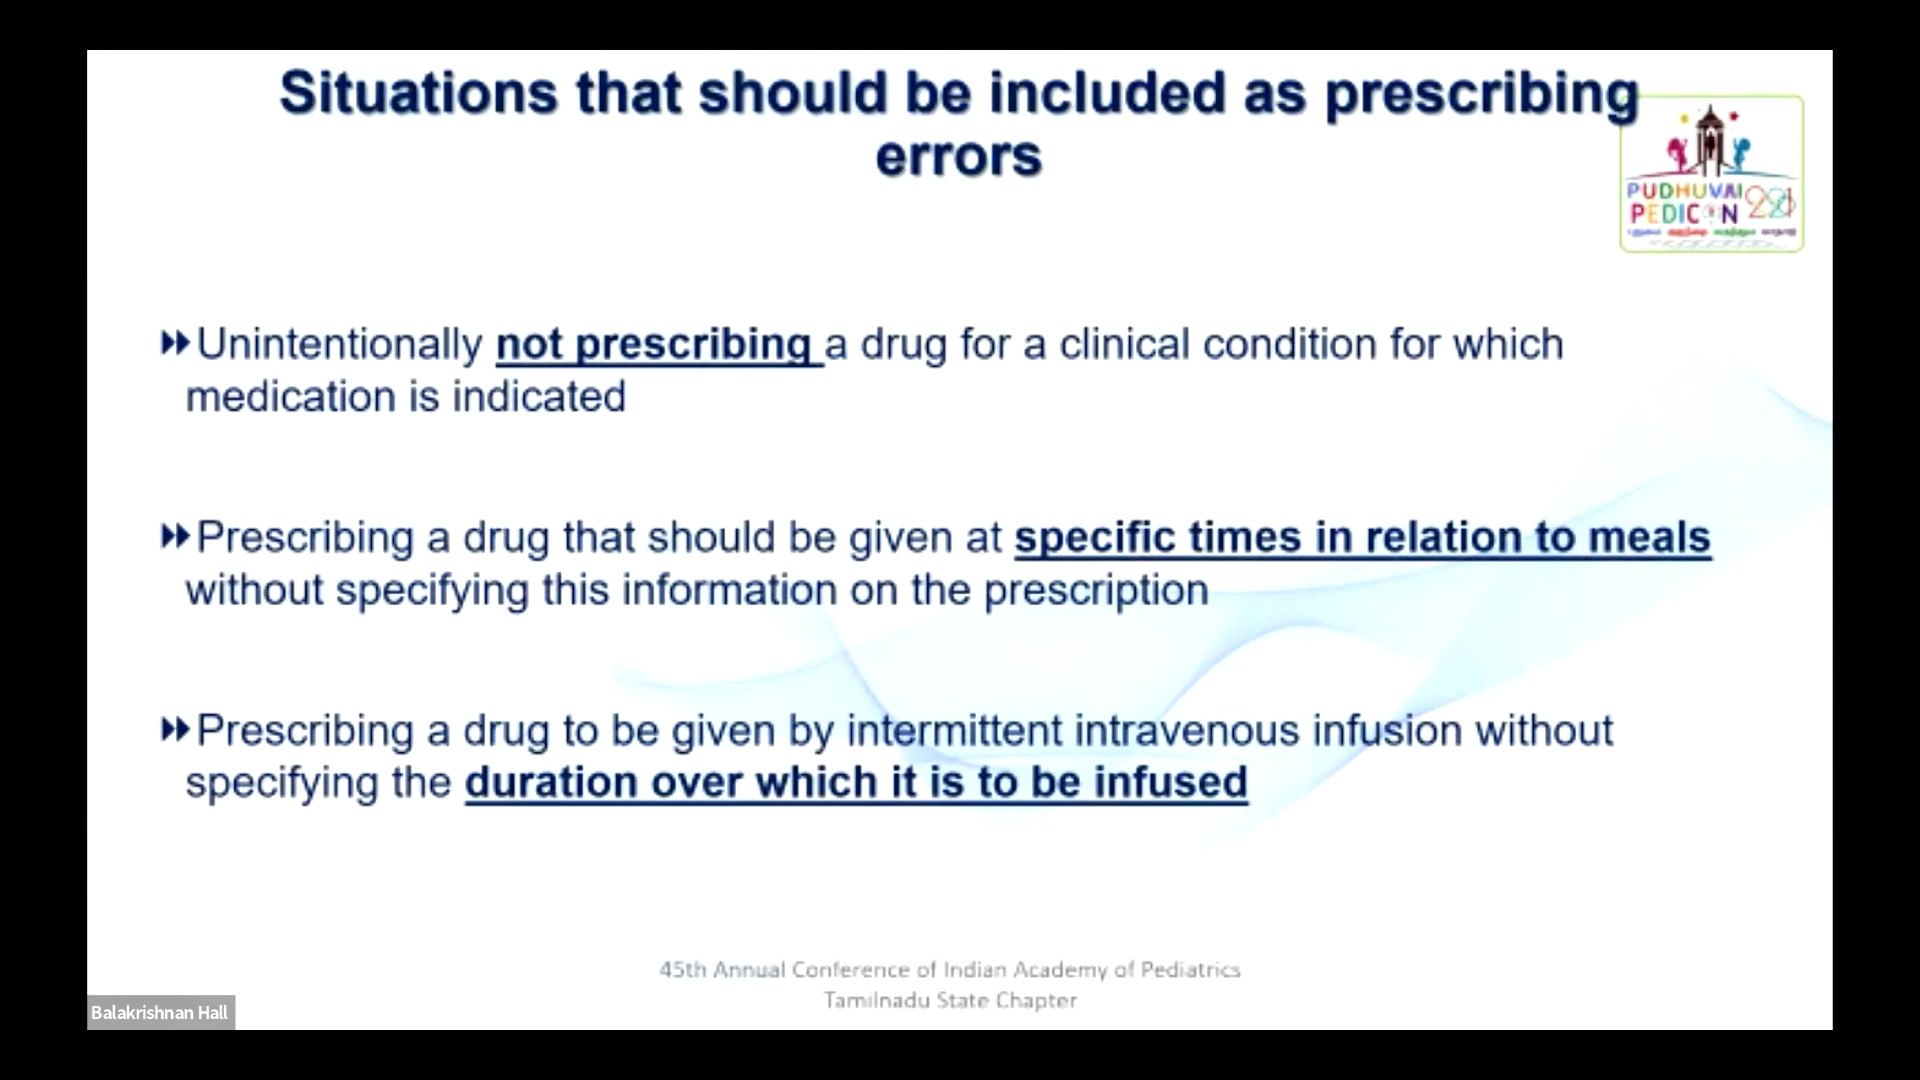 Situations that should be included as prescribing
errors
PUDHUVAI
PEDICON
Unintentionally not prescribing a drug for a clinical condition for which
medication is indicated
Prescribing a drug that should be given at specific times in relation to meals
without specifying this information on the prescription
Prescribing a drug to be given by intermittent intravenous infusion without
specifying the duration over which it is to be infused
45th Annual Conference of Indian Academy of Pediatrics
Tamilnadu State Chapter
Balakrishnan Hall